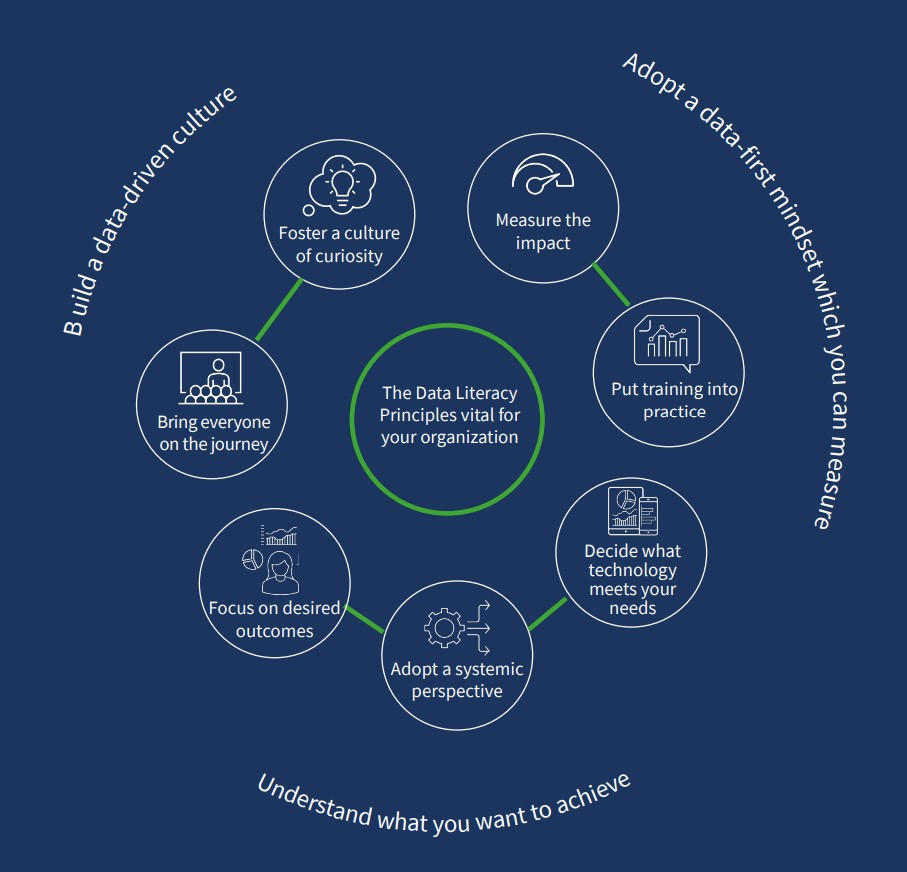 B uild a data-driven culture
Adopt a data-first mindset which you can measure
Foster a culture
of curiosity
Measure the
impact
Bring everyone
on the journey
The Data Literacy
Principles vital for
your organization
Put training into
practice
Focus on desired
outcomes
Adopt a systemic
perspective
Decide what
technology
meets your
needs
Understand what you want to achieve